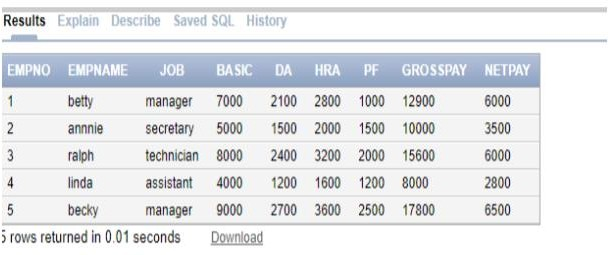 Results Explain Describe Saved SQL History
EMPNO EMPNAME JOB BASIC DA HRA PF GROSSPAY NETPAY
1 betty manager 7000 2100 2800 1000 12900 6000
2 annnie secretary 5000 1500 2000 1500 10000 3500
3 ralph technician 8000 2400 3200 2000 15600 6000
4 linda assistant 4000 1200 1600 1200 8000 2800
5 becky manager 9000 2700 3600 2500 17800 6500
5 rows returned in 0.01 seconds Download